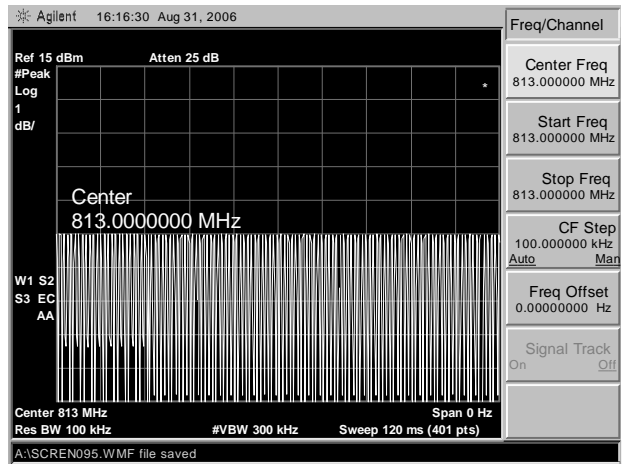 Agilent 16:16:30 Aug 31, 2006
Freq/Channel
Ref 15 dBm Atten 25 dB
#Peak
Log
1
dB/
*
Center
813.0000000 MHz
W1 S2
S3 EC
AA
Center 813 MHz Span 0 Hz
Res BW 100 kHz #VBW 300 kHz Sweep 120 ms (401 pts)
A:\SCREN095.WMF file saved
Center Freq
813.000000 MHz
Start Freq
813.000000 MHz
Stop Freq
813.000000 MHz
CF Step
100.000000 kHz
Auto Man
Freq Offset
0.00000000 Hz
Signal Track
On Off